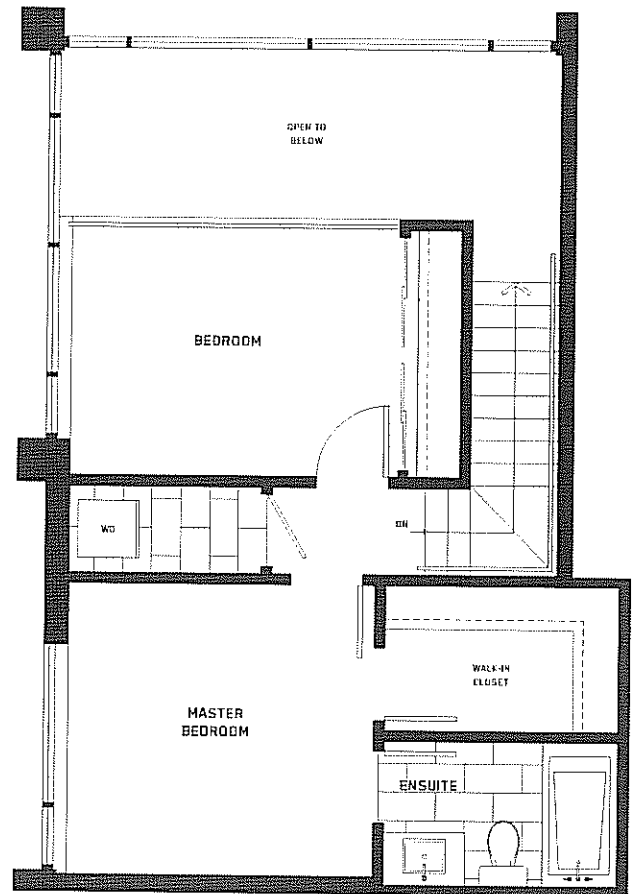 OPEN TO
BELOW
BEDROOM
WD
DN
MASTER
BEDROOM
WALK-IN
CLOSET
ENSUITE